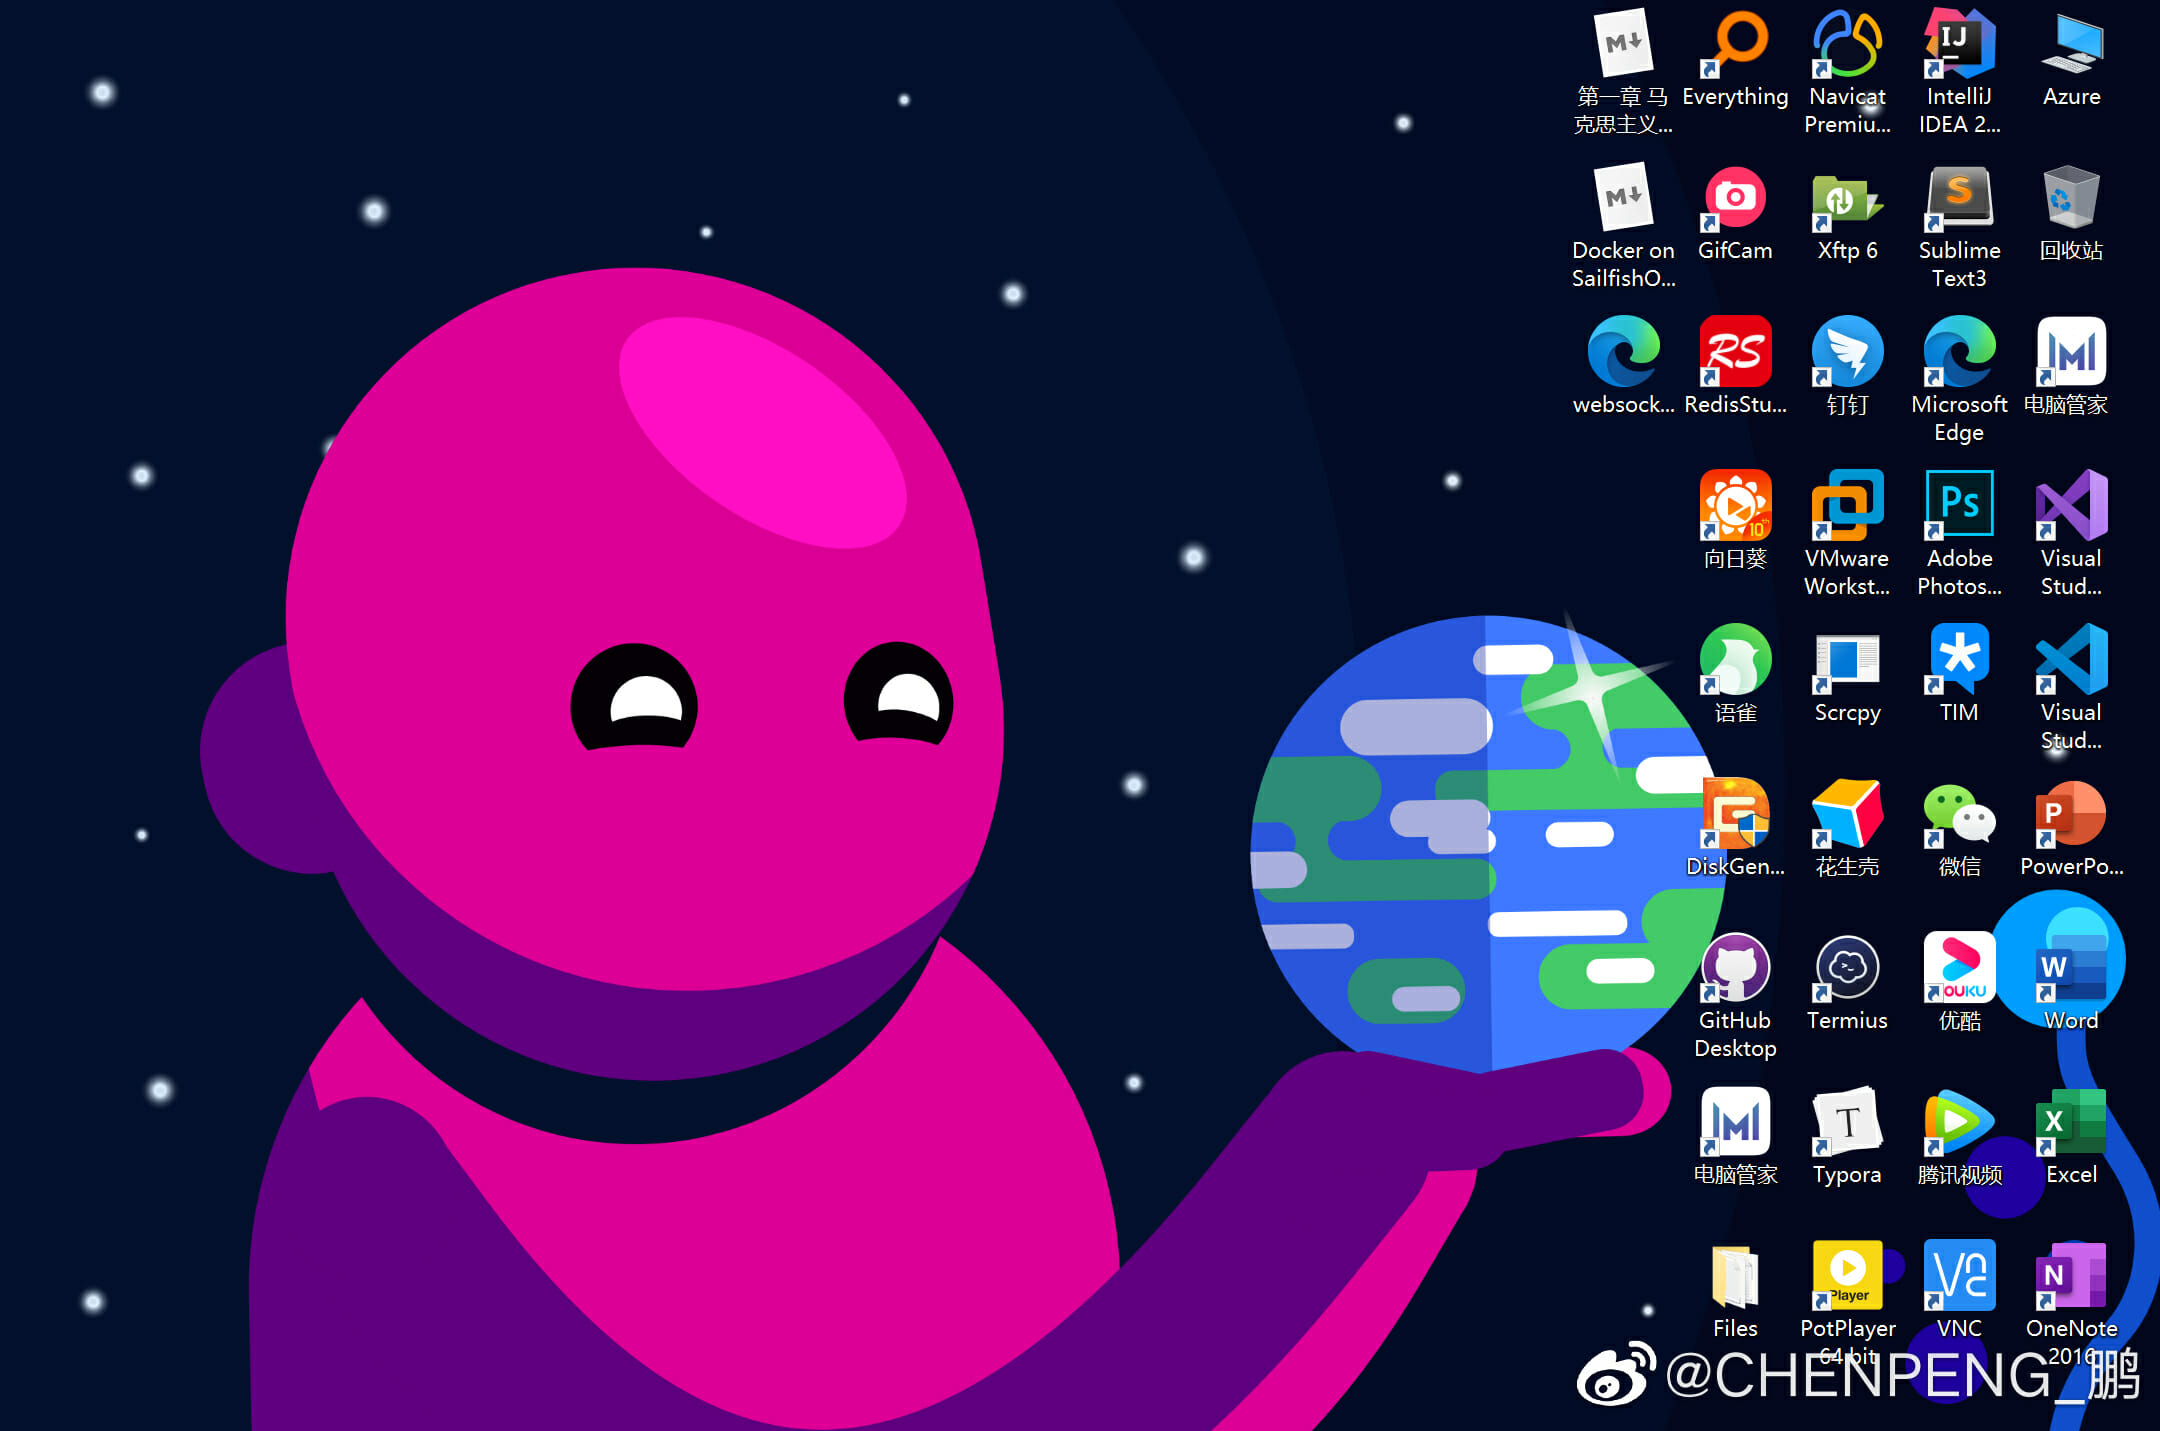 第一章 马
克思主义...
Everything
Navicat
Premiu...
IntelliJ
IDEA 2...
Azure
Docker on
SailfishO...
GifCam
Xftp 6
Sublime
Text3
回收站
websock...
RedisStu...
钉钉
Microsoft
Edge
电脑管家
向日葵
VMware
Workst...
Adobe
Photos...
Visual
Stud...
语雀
Scrcpy
TIM
Visual
Stud...
DiskGen...
花生壳
微信
PowerPo...
GitHub
Desktop
Termius
优酷
Word
电脑管家
Typora
腾讯视频
Excel
Files
PotPlayer
64 bit
VNC
OneNote
2016
@CHENPENG_鹏